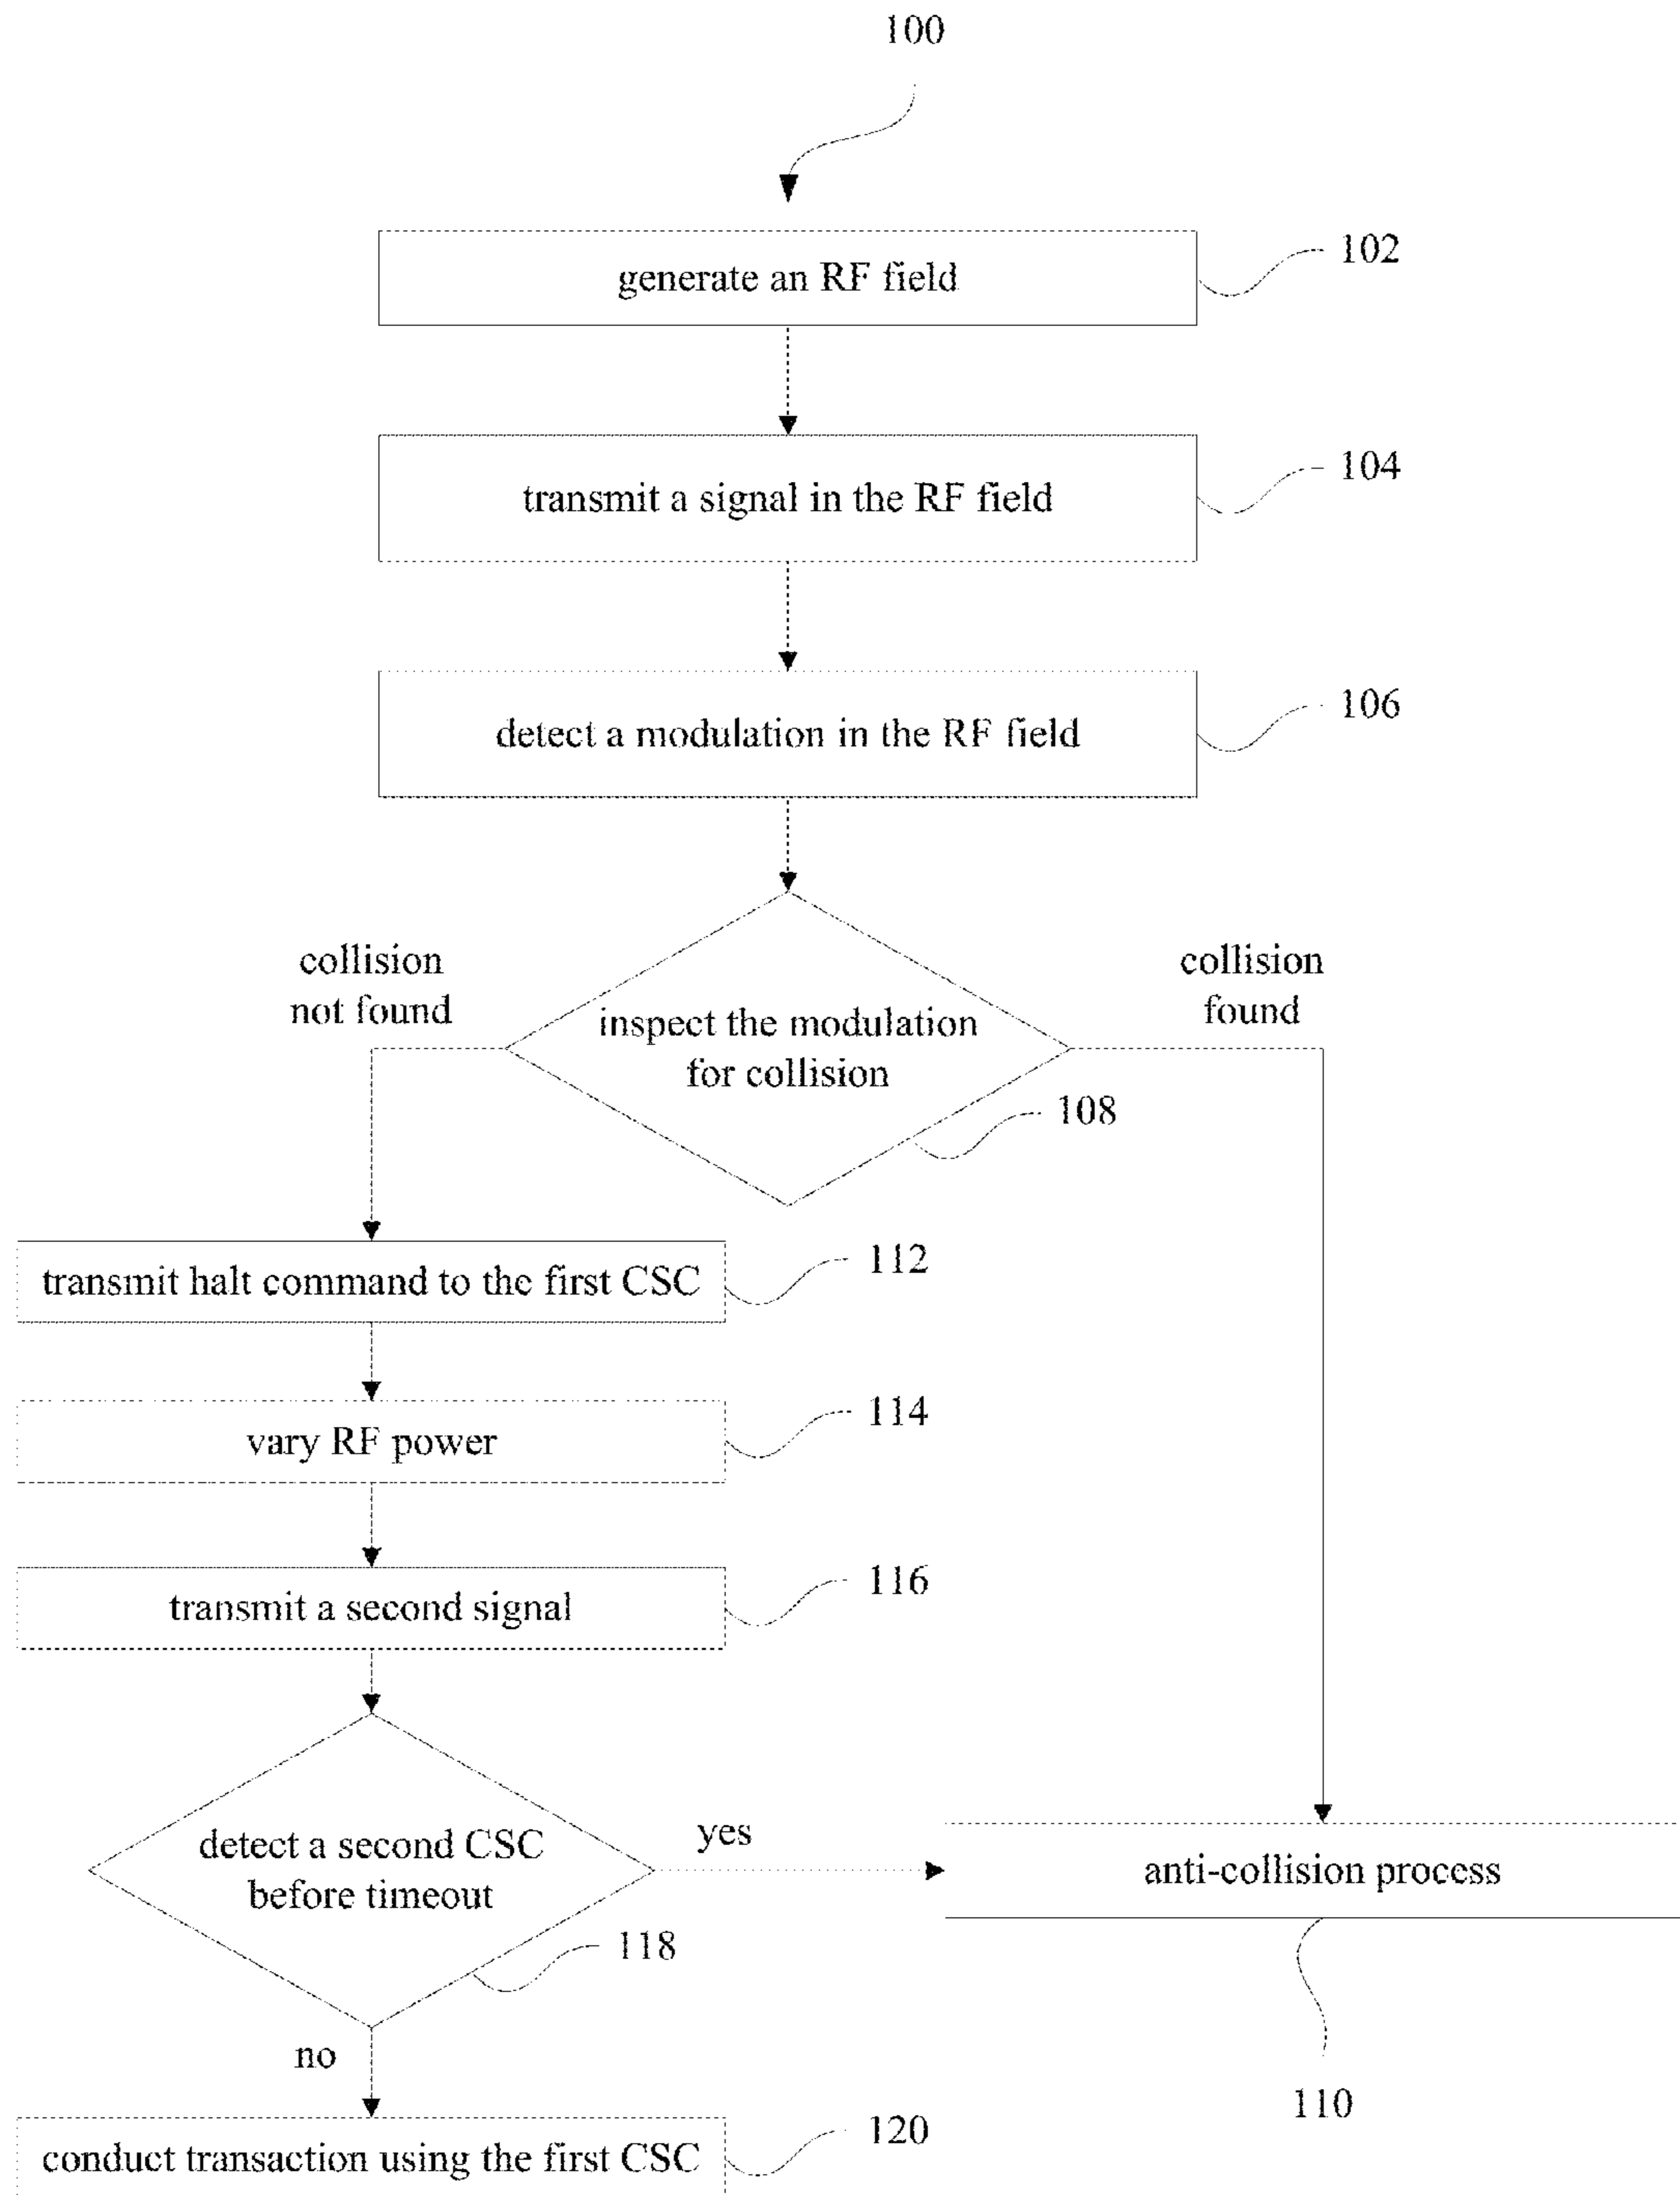 100
generate an RF field
102
transmit a signal in the RF field
104
detect a modulation in the RF field
106
collision
not found
collision
found
inspect the modulation
for collision
108
transmit halt command to the first CSC
112
vary RF power
114
transmit a second signal
116
detect a second CSC
before timeout
yes
118
anti-collision process
110
no
conduct transaction using the first CSC
120